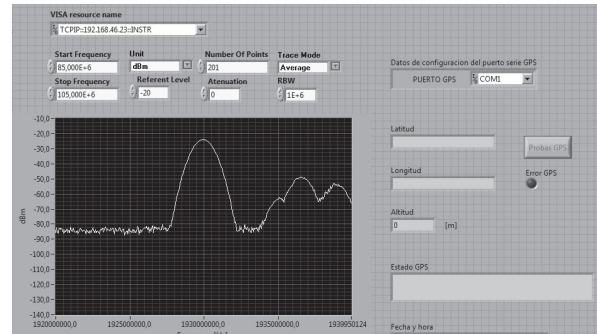 VISA resource name
TCPIP::192.168.46.23::INSTR
Start Frequency Unit Number Of Points Trace Mode
85,000E+6 dBm 201 Average
Stop Frequency Referent Level Atenuation RBW
105,000E+6 -20 0 1E+6
Datos de configuracion del puerto serie GPS
PUERTO GPS COM1
-10,0
-20,0
-30,0
-40,0
-50,0
-60,0
-70,0
-80,0
-90,0
-100,0
-110,0
-120,0
-130,0
-140,0
dBm
1920000000,0 1925000000,0 1930000000,0 1935000000,0 1939950124
Latitud
Probar GPS
Longitud
Error GPS
Altitud
0 [m]
Estado GPS
Fecha y hora